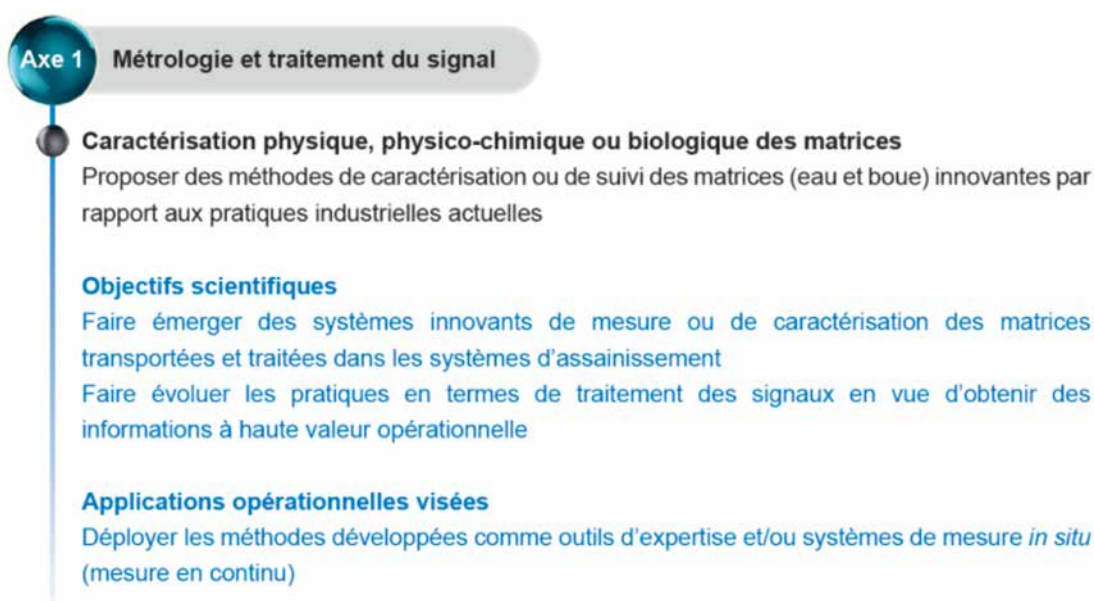 Axe 1 Métrologie et traitement du signal
Caractérisation physique, physico-chimique ou biologique des matrices
Proposer des méthodes de caractérisation ou de suivi des matrices (eau et boue) innovantes par
rapport aux pratiques industrielles actuelles
Objectifs scientifiques
Faire émerger des systèmes innovants de mesure ou de caractérisation des matrices
transportées et traitées dans les systèmes d'assainissement
Faire évoluer les pratiques en termes de traitement des signaux en vue d'obtenir des
informations à haute valeur opérationnelle
Applications opérationnelles visées
Déployer les méthodes développées comme outils d'expertise et/ou systèmes de mesure in situ
(mesure en continu)